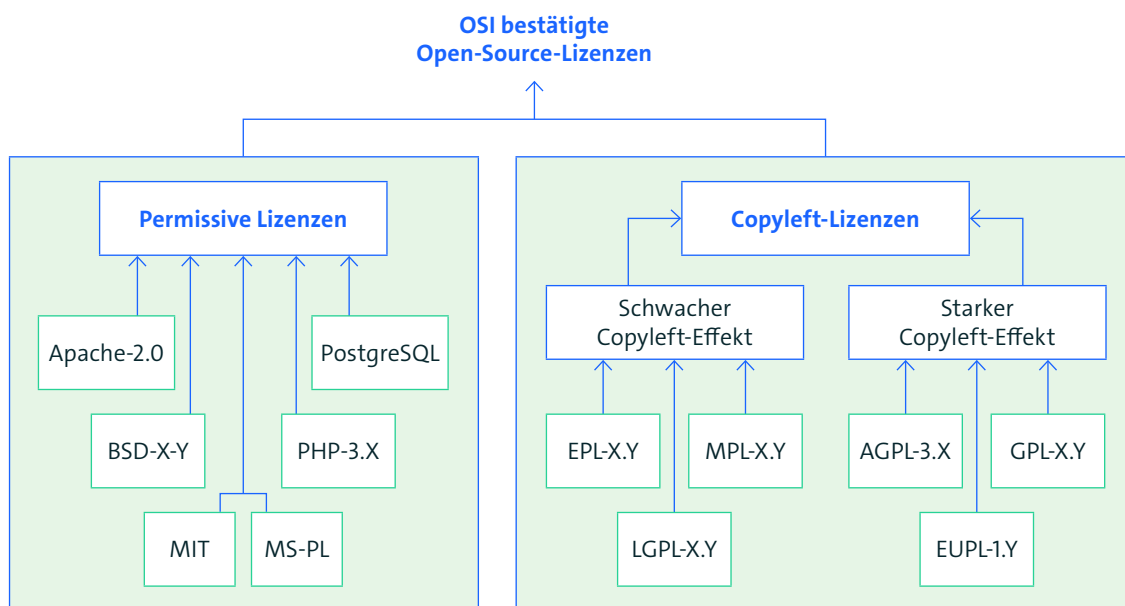 OSI bestätigte
Open-Source-Lizenzen
Permissive Lizenzen
Apache-2.0
PostgreSQL
BSD-X-Y
PHP-3.X
MIT
MS-PL
Copyleft-Lizenzen
Schwacher
Copyleft-Effekt
Starker
Copyleft-Effekt
EPL-X.Y
MPL-X.Y
AGPL-3.X
GPL-X.Y
LGPL-X.Y
EUPL-1.Y